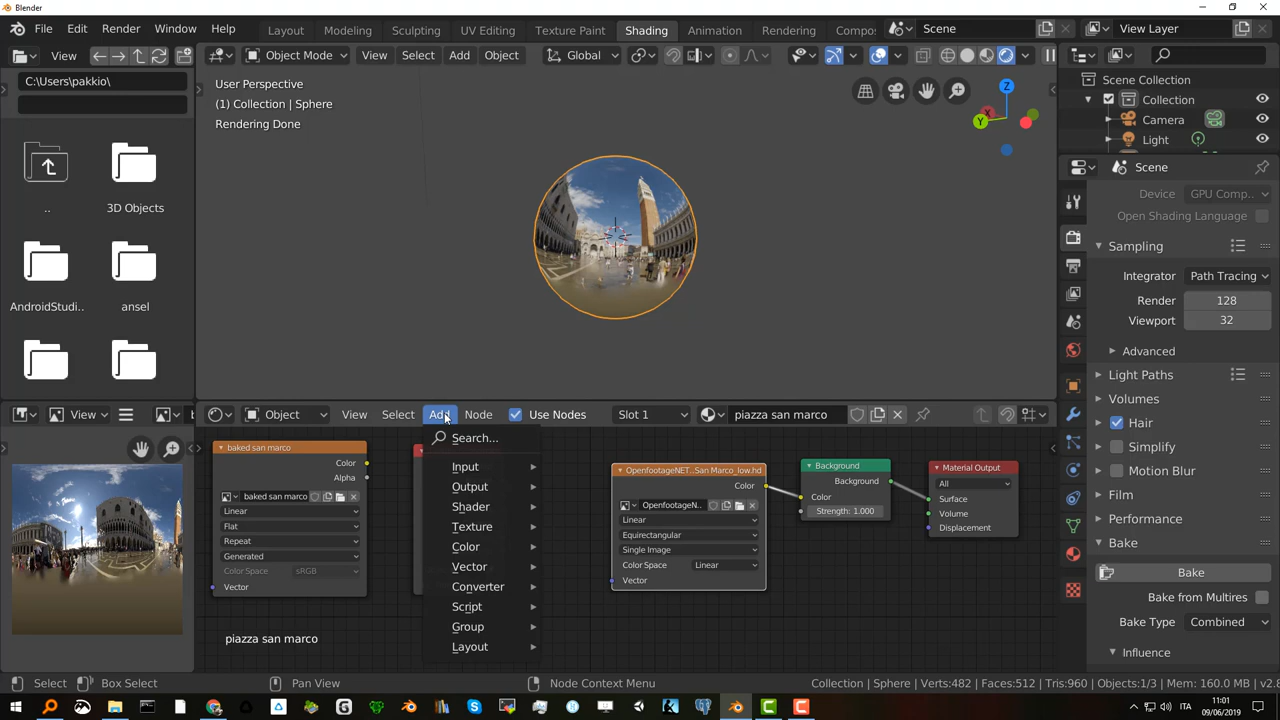 Blender
File Edit Render Window Help
Layout Modeling Sculpting UV Editing Texture Paint Shading Animation Rendering Compos
Scene
View Layer
View
Object Mode View Select Add Object
Global
C:\Users\pakkio\
..
3D Objects
AndroidStudi..
ansel
User Perspective
(1) Collection | Sphere
Rendering Done
Z
Y
X
Scene Collection
Collection
Camera
Light
Scene
Device GPU Comp..
Open Shading Language
Sampling
Integrator Path Tracing
Render 128
Viewport 32
Advanced
Light Paths
Volumes
Hair
Simplify
Motion Blur
Film
Performance
Bake
Bake
Bake from Multires
Bake Type Combined
Influence
View
Object View Select Add Node Use Nodes Slot 1 piazza san marco
Search...
Input
Output
Shader
Texture
Color
Vector
Converter
Script
Group
Layout
baked san marco
Color
Alpha
baked san marco
Linear
Flat
Repeat
Generated
Color Space sRGB
Vector
piazza san marco
OpenfootageNET..San Marco_low.hd
Color
OpenfootageN..
Linear
Equirectangular
Single Image
Color Space Linear
Vector
Background
Background
Color
Strength: 1.000
Material Output
All
Surface
Volume
Displacement
Select Box Select Pan View Node Context Menu
Collection | Sphere | Verts:482 | Faces:512 | Tris:960 | Objects:1/3 | Mem: 160.0 MB | v2.8
ITA
11:01
09/06/2019